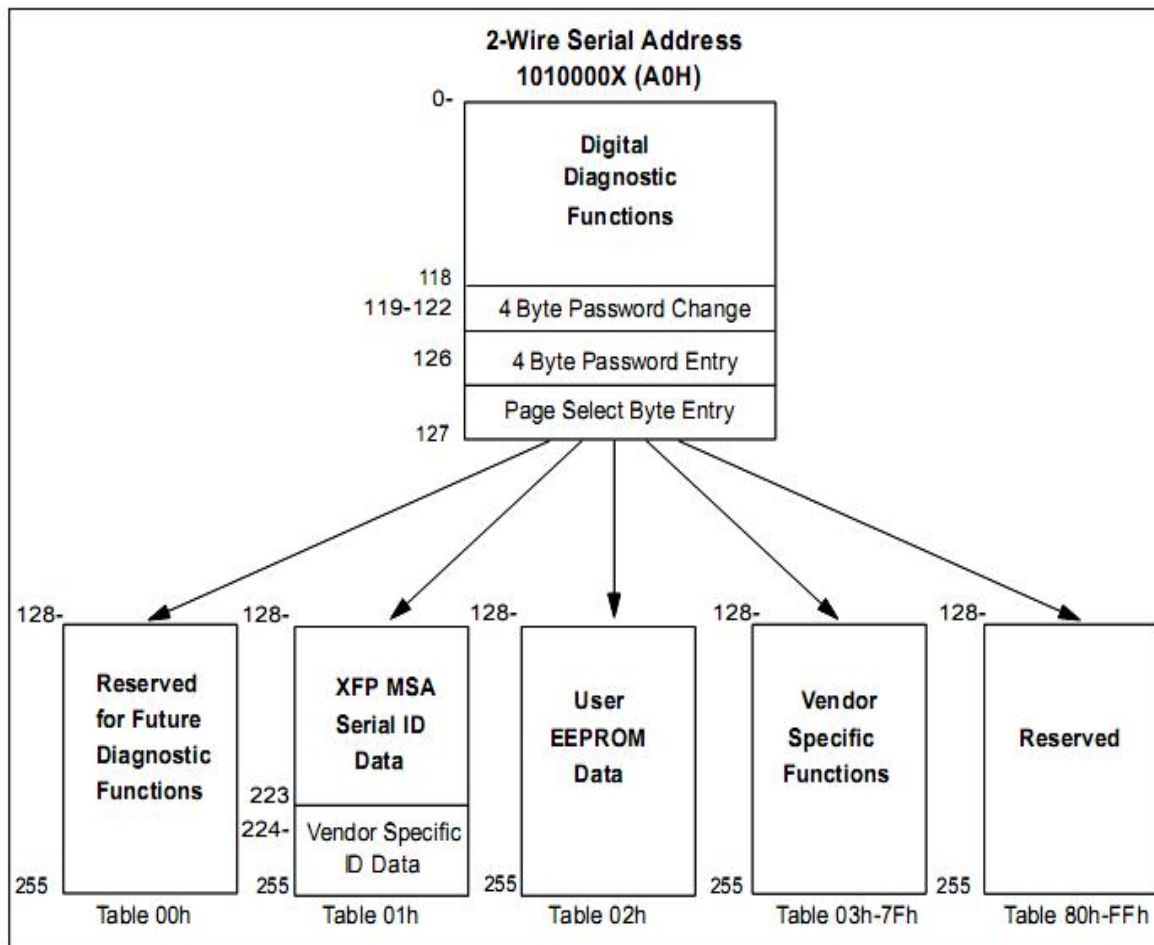 2-Wire Serial Address
1010000X (A0H)
0-
Digital
Diagnostic
Functions
118
119-122
4 Byte Password Change
126
4 Byte Password Entry
Page Select Byte Entry
127
128-
Reserved
for Future
Diagnostic
Functions
255
Table 00h
128-
XFP MSA
Serial ID
Data
223
224-
Vendor Specific
ID Data
255
Table 01h
128-
User
EEPROM
Data
255
Table 02h
128-
Vendor
Specific
Functions
255
Table 03h-7Fh
128-
Reserved
255
Table 80h-FFh